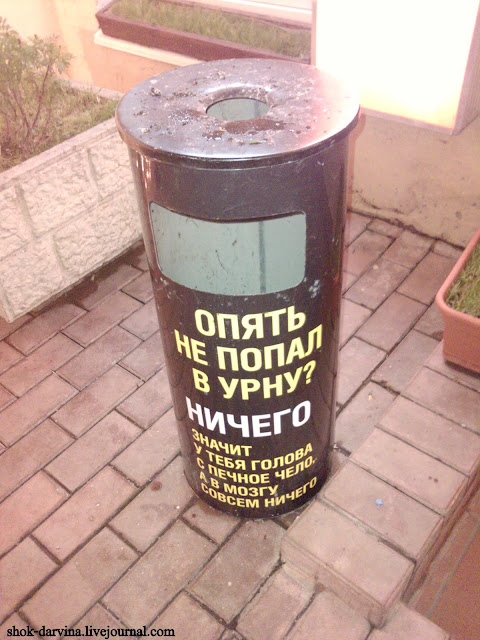 ОПЯТЬ
НЕ ПОПАЛ
В УРНУ?
НИЧЕГО
ЗНАЧИТ
У ТЕБЯ ГОЛОВА
С ПЕЧНОЕ ЧЕЛО,
А В МОЗГУ
СОВСЕМ НИЧЕГО
shok-darvina.livejournal.com